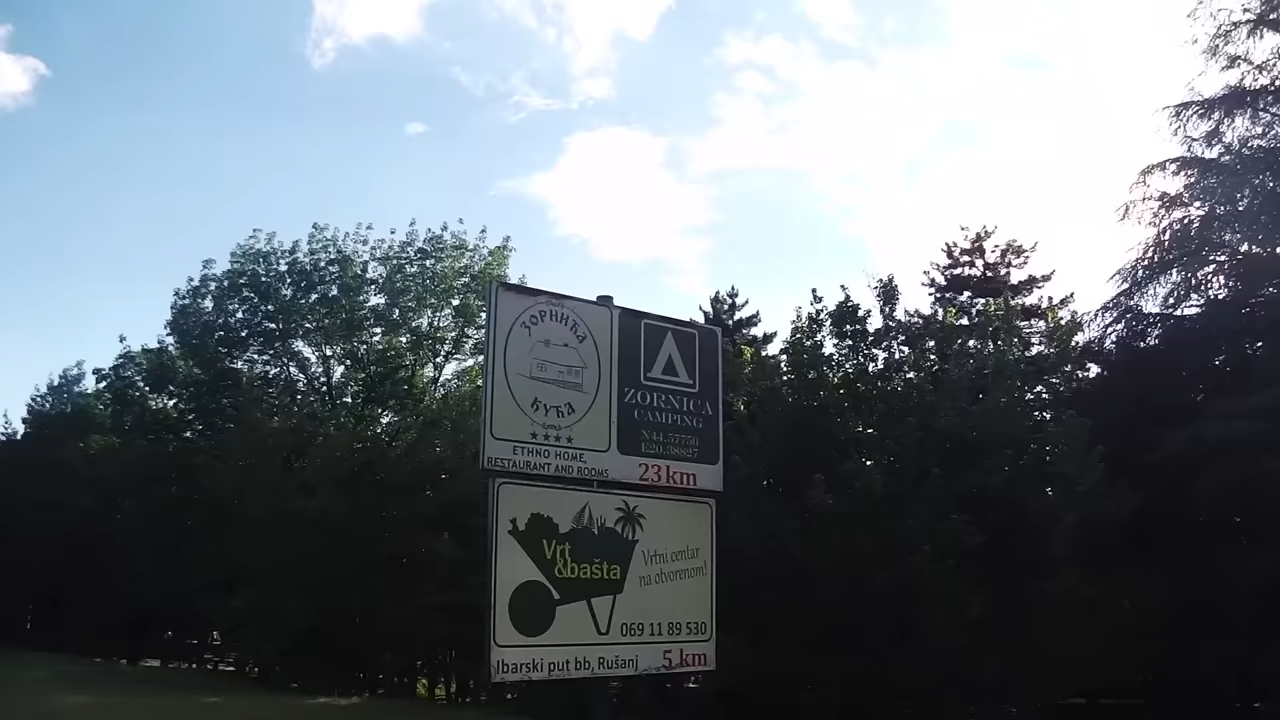 ЗОРНИЋА
КУЋА
ETHNO HOME,
RESTAURANT AND ROOMS
ZORNICA
CAMPING
N44.57750
E20.38827
23 km
Vrt
&bašta
Vrtni centar
na otvorenom!
069 11 89 530
Ibarski put bb, Rušanj
5 km